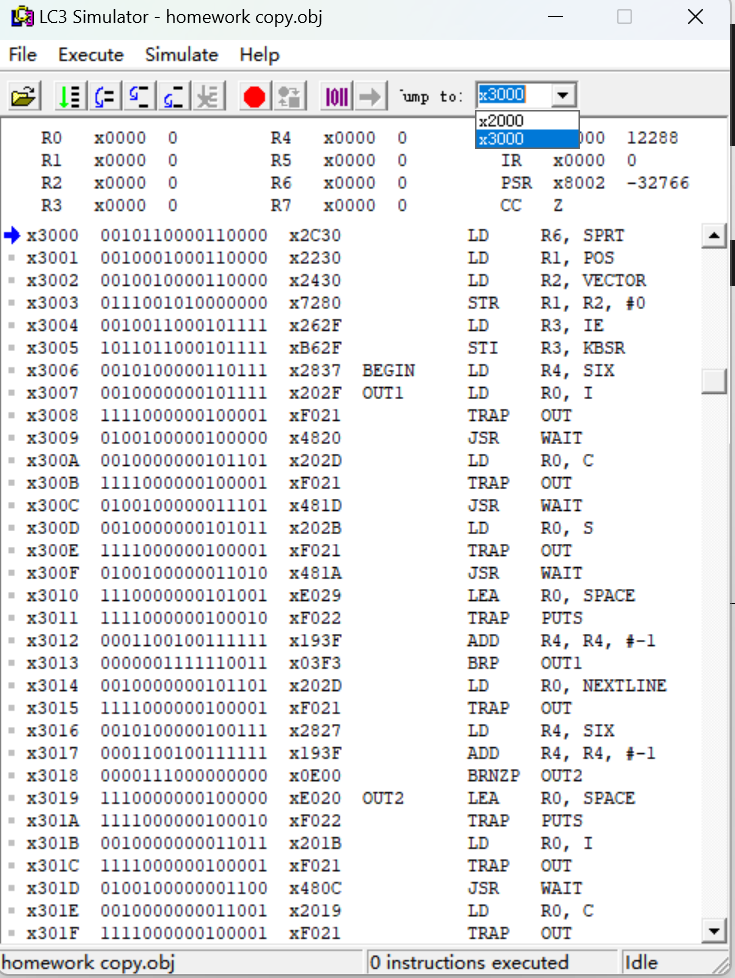 LC3 Simulator - homework copy.obj
File Execute Simulate Help
Jump to: x3000
x2000
x3000
R0 x0000 0 R4 x0000 0 000 12288
R1 x0000 0 R5 x0000 0 IR x0000 0
R2 x0000 0 R6 x0000 0 PSR x8002 -32766
R3 x0000 0 R7 x0000 0 CC Z
x3000 0010110000110000 x2C30 LD R6, SPRT
x3001 0010001000110000 x2230 LD R1, POS
x3002 0010010000110000 x2430 LD R2, VECTOR
x3003 0111001010000000 x7280 STR R1, R2, #0
x3004 0010011000101111 x262F LD R3, IE
x3005 1011011000101111 xB62F STI R3, KBSR
x3006 0010100000110111 x2837 BEGIN LD R4, SIX
x3007 0010000000101111 x202F OUT1 LD R0, I
x3008 1111000000100001 xF021 TRAP OUT
x3009 0100100000100000 x4820 JSR WAIT
x300A 0010000000101101 x202D LD R0, C
x300B 1111000000100001 xF021 TRAP OUT
x300C 0100100000011101 x481D JSR WAIT
x300D 0010000000101011 x202B LD R0, S
x300E 1111000000100001 xF021 TRAP OUT
x300F 0100100000011010 x481A JSR WAIT
x3010 1110000000101001 xE029 LEA R0, SPACE
x3011 1111000000100010 xF022 TRAP PUTS
x3012 0001100100111111 x193F ADD R4, R4, #-1
x3013 0000001111110011 x03F3 BRP OUT1
x3014 0010000000101101 x202D LD R0, NEXTLINE
x3015 1111000000100001 xF021 TRAP OUT
x3016 0010100000100111 x2827 LD R4, SIX
x3017 0001100100111111 x193F ADD R4, R4, #-1
x3018 0000111000000000 x0E00 BRNZP OUT2
x3019 1110000000100000 xE020 OUT2 LEA R0, SPACE
x301A 1111000000100010 xF022 TRAP PUTS
x301B 0010000000011011 x201B LD R0, I
x301C 1111000000100001 xF021 TRAP OUT
x301D 0100100000001100 x480C JSR WAIT
x301E 0010000000011001 x2019 LD R0, C
x301F 1111000000100001 xF021 TRAP OUT
homework copy.obj 0 instructions executed Idle